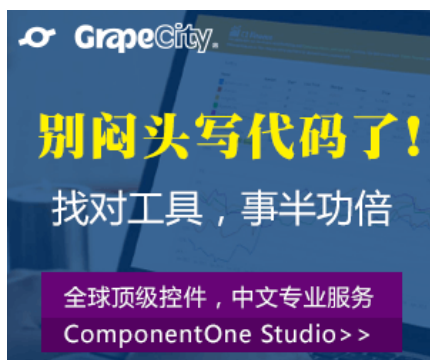 GrapeCity.
别闷头写代码了!
找对工具，事半功倍
全球顶级控件，中文专业服务
ComponentOne Studio>>